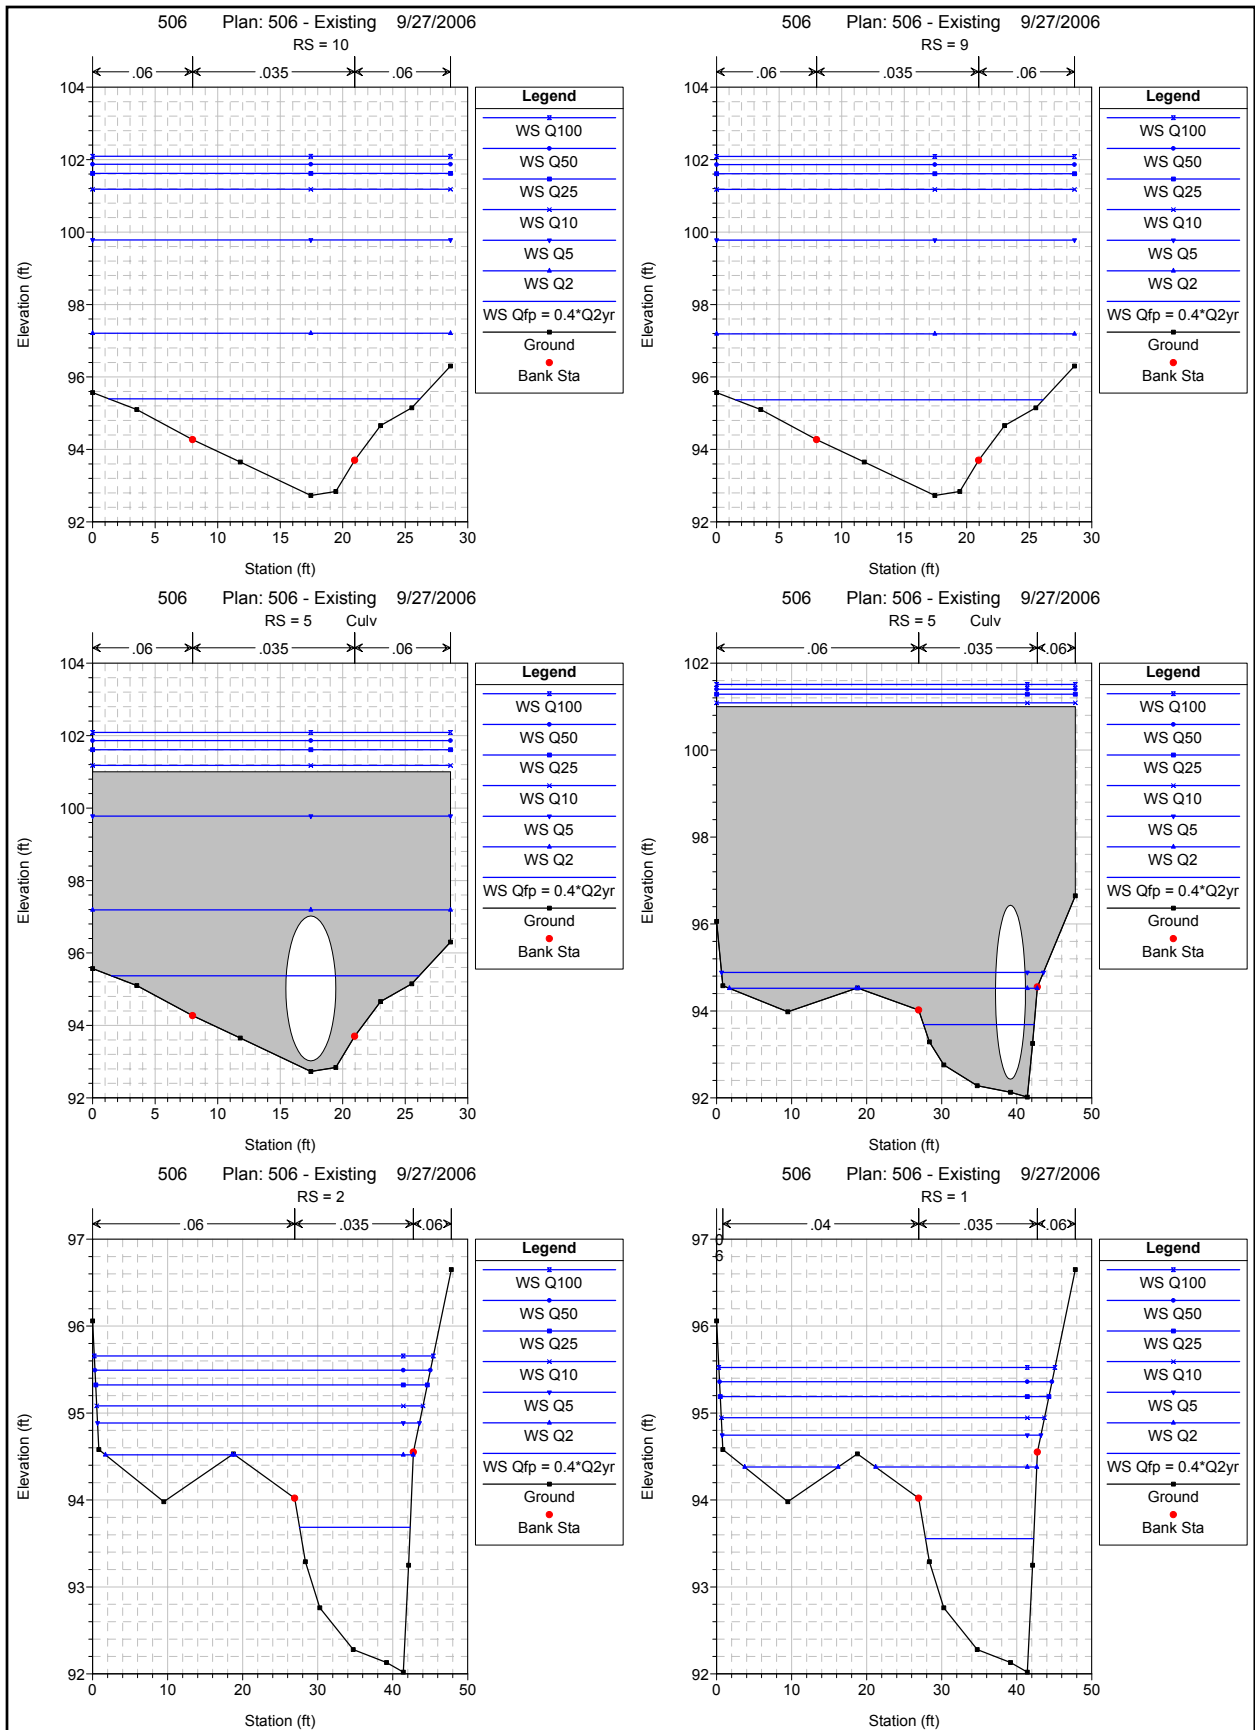 506 Plan: 506 - Existing 9/27/2006
RS = 10
.06 .035 .06
104
102
100
98
96
94
92
0 5 10 15 20 25 30
Elevation (ft)
Station (ft)
Legend
WS Q100
WS Q50
WS Q25
WS Q10
WS Q5
WS Q2
WS Qfp = 0.4*Q2yr
Ground
Bank Sta
506 Plan: 506 - Existing 9/27/2006
RS = 9
.06 .035 .06
104
102
100
98
96
94
92
0 5 10 15 20 25 30
Elevation (ft)
Station (ft)
Legend
WS Q100
WS Q50
WS Q25
WS Q10
WS Q5
WS Q2
WS Qfp = 0.4*Q2yr
Ground
Bank Sta
506 Plan: 506 - Existing 9/27/2006
RS = 5 Culv
.06 .035 .06
104
102
100
98
96
94
92
0 5 10 15 20 25 30
Elevation (ft)
Station (ft)
Legend
WS Q100
WS Q50
WS Q25
WS Q10
WS Q5
WS Q2
WS Qfp = 0.4*Q2yr
Ground
Bank Sta
506 Plan: 506 - Existing 9/27/2006
RS = 5 Culv
.06 .035 .06
102
100
98
96
94
92
0 10 20 30 40 50
Elevation (ft)
Station (ft)
Legend
WS Q100
WS Q50
WS Q25
WS Q10
WS Q5
WS Q2
WS Qfp = 0.4*Q2yr
Ground
Bank Sta
506 Plan: 506 - Existing 9/27/2006
RS = 2
.06 .035 .06
97
96
95
94
93
92
0 10 20 30 40 50
Elevation (ft)
Station (ft)
Legend
WS Q100
WS Q50
WS Q25
WS Q10
WS Q5
WS Q2
WS Qfp = 0.4*Q2yr
Ground
Bank Sta
506 Plan: 506 - Existing 9/27/2006
RS = 1
.06 .04 .035 .06
97
96
95
94
93
92
0 10 20 30 40 50
Elevation (ft)
Station (ft)
Legend
WS Q100
WS Q50
WS Q25
WS Q10
WS Q5
WS Q2
WS Qfp = 0.4*Q2yr
Ground
Bank Sta